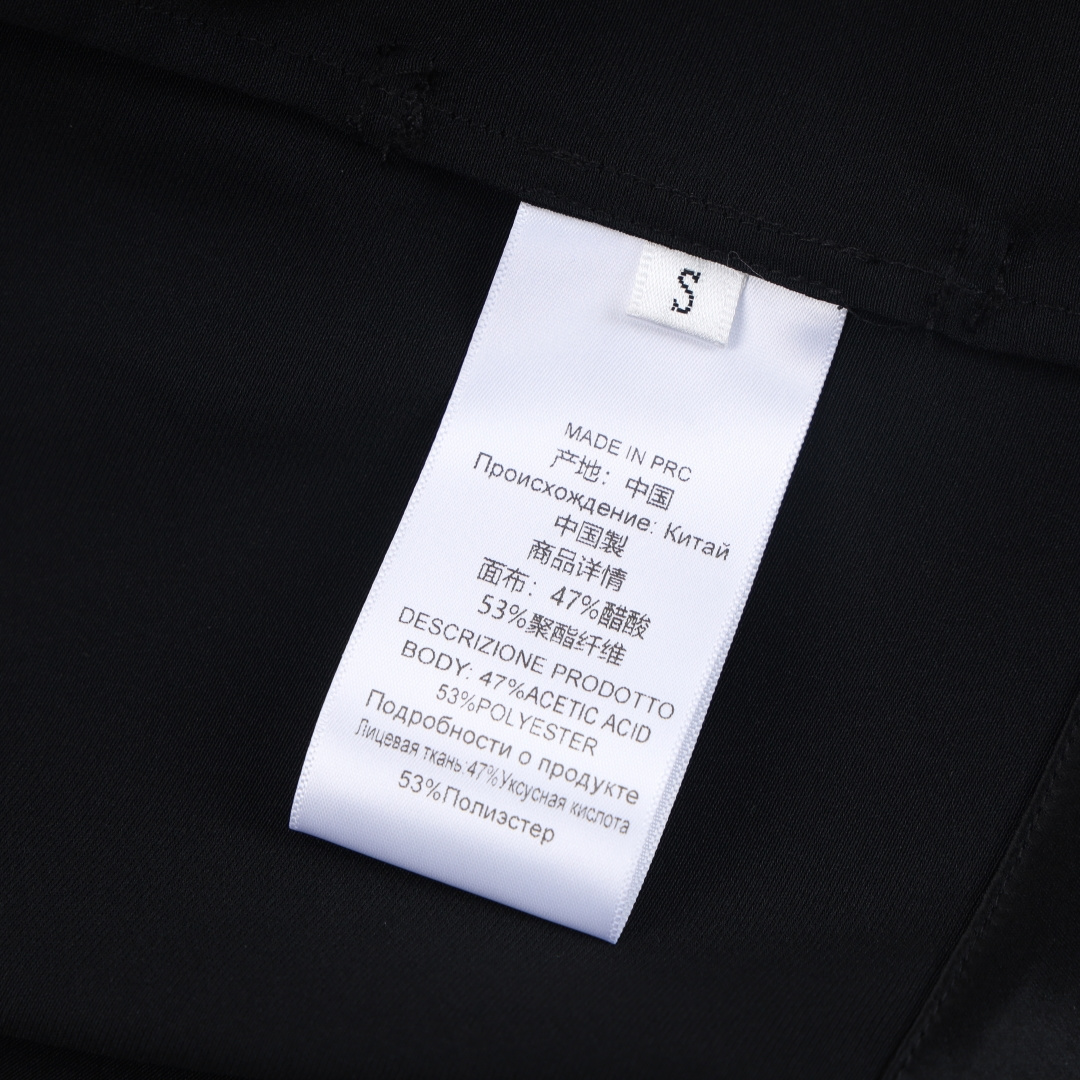 S
MADE IN PRC
产地：中国
Происхождение: Китай
中国製
商品详情
面布：47%醋酸
53%聚酯纤维
DESCRIZIONE PRODOTTO
BODY: 47%ACETIC ACID
53%POLYESTER
Подробности о продукте
Лицевая ткань:47%Уксусная кислота
53%Полиэстер